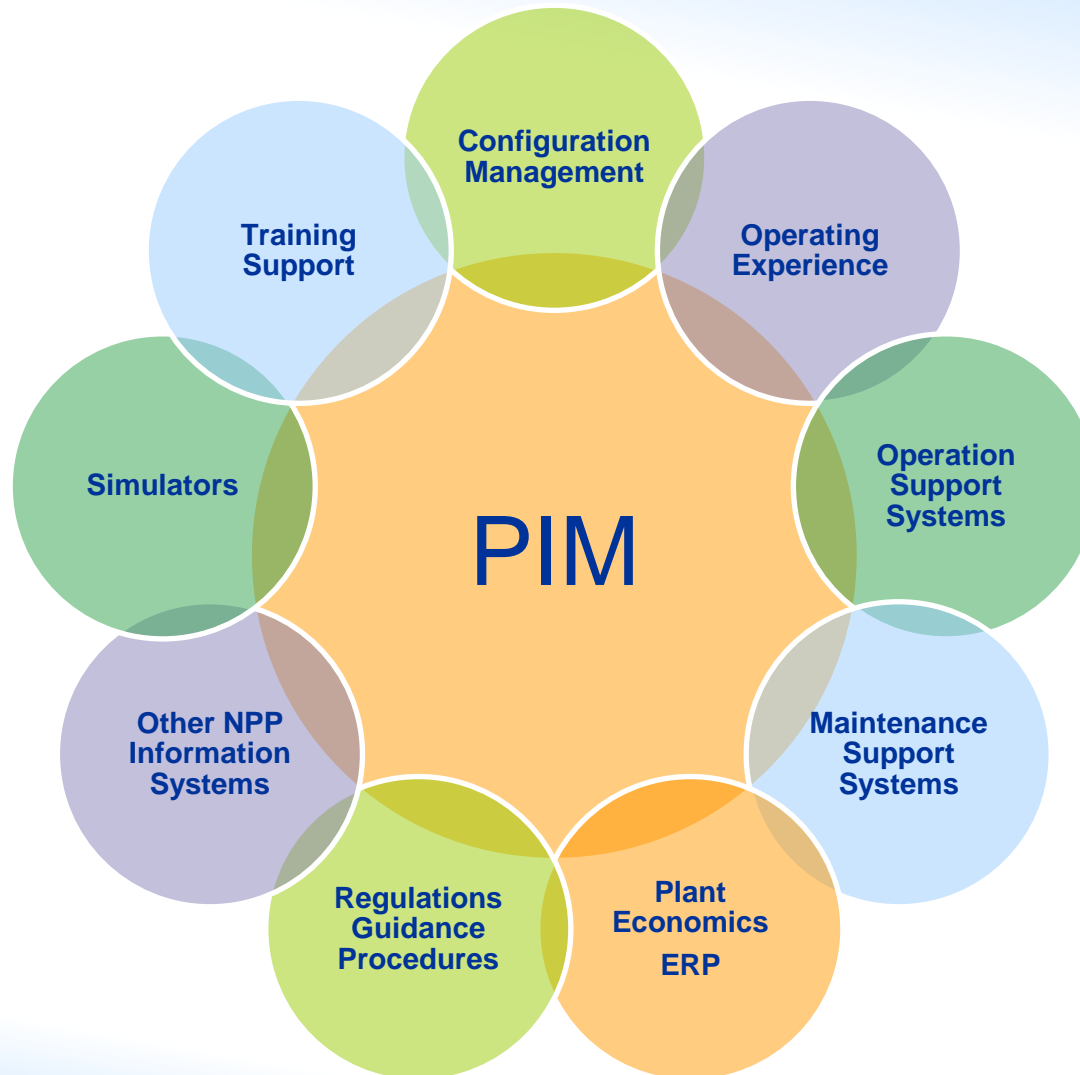 Configuration
Management
Operating
Experience
Operation
Support
Systems
Maintenance
Support
Systems
Plant
Economics
ERP
Regulations
Guidance
Procedures
Other NPP
Information
Systems
Simulators
Training
Support
PIM